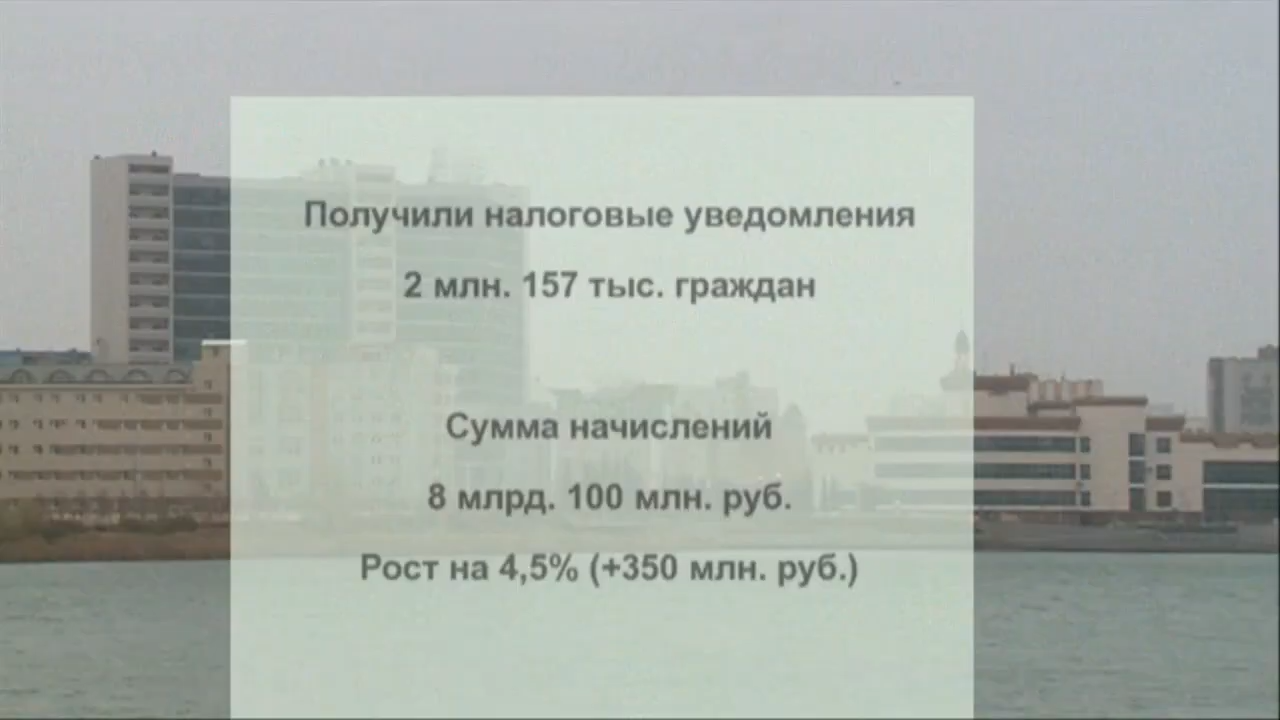 Получили налоговые уведомления
2 млн. 157 тыс. граждан
Сумма начислений
8 млрд. 100 млн. руб.
Рост на 4,5% (+350 млн. руб.)